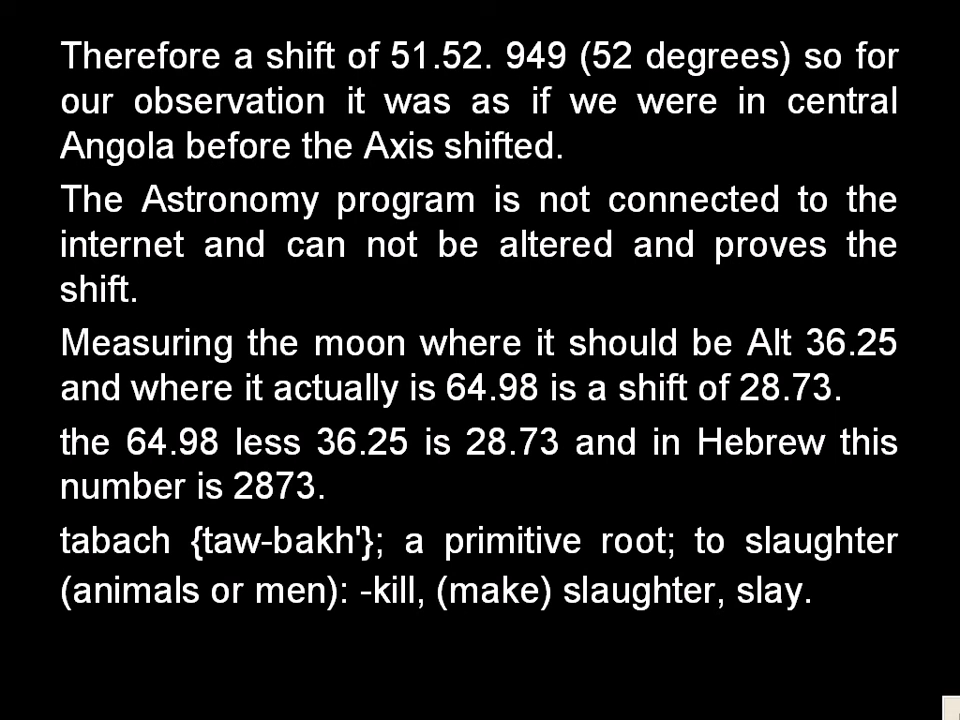 Therefore a shift of 51.52. 949 (52 degrees) so for
our observation it was as if we were in central
Angola before the Axis shifted.
The Astronomy program is not connected to the
internet and can not be altered and proves the
shift.
Measuring the moon where it should be Alt 36.25
and where it actually is 64.98 is a shift of 28.73.
the 64.98 less 36.25 is 28.73 and in Hebrew this
number is 2873.
tabach {taw-bakh'}; a primitive root; to slaughter
(animals or men): -kill, (make) slaughter, slay.